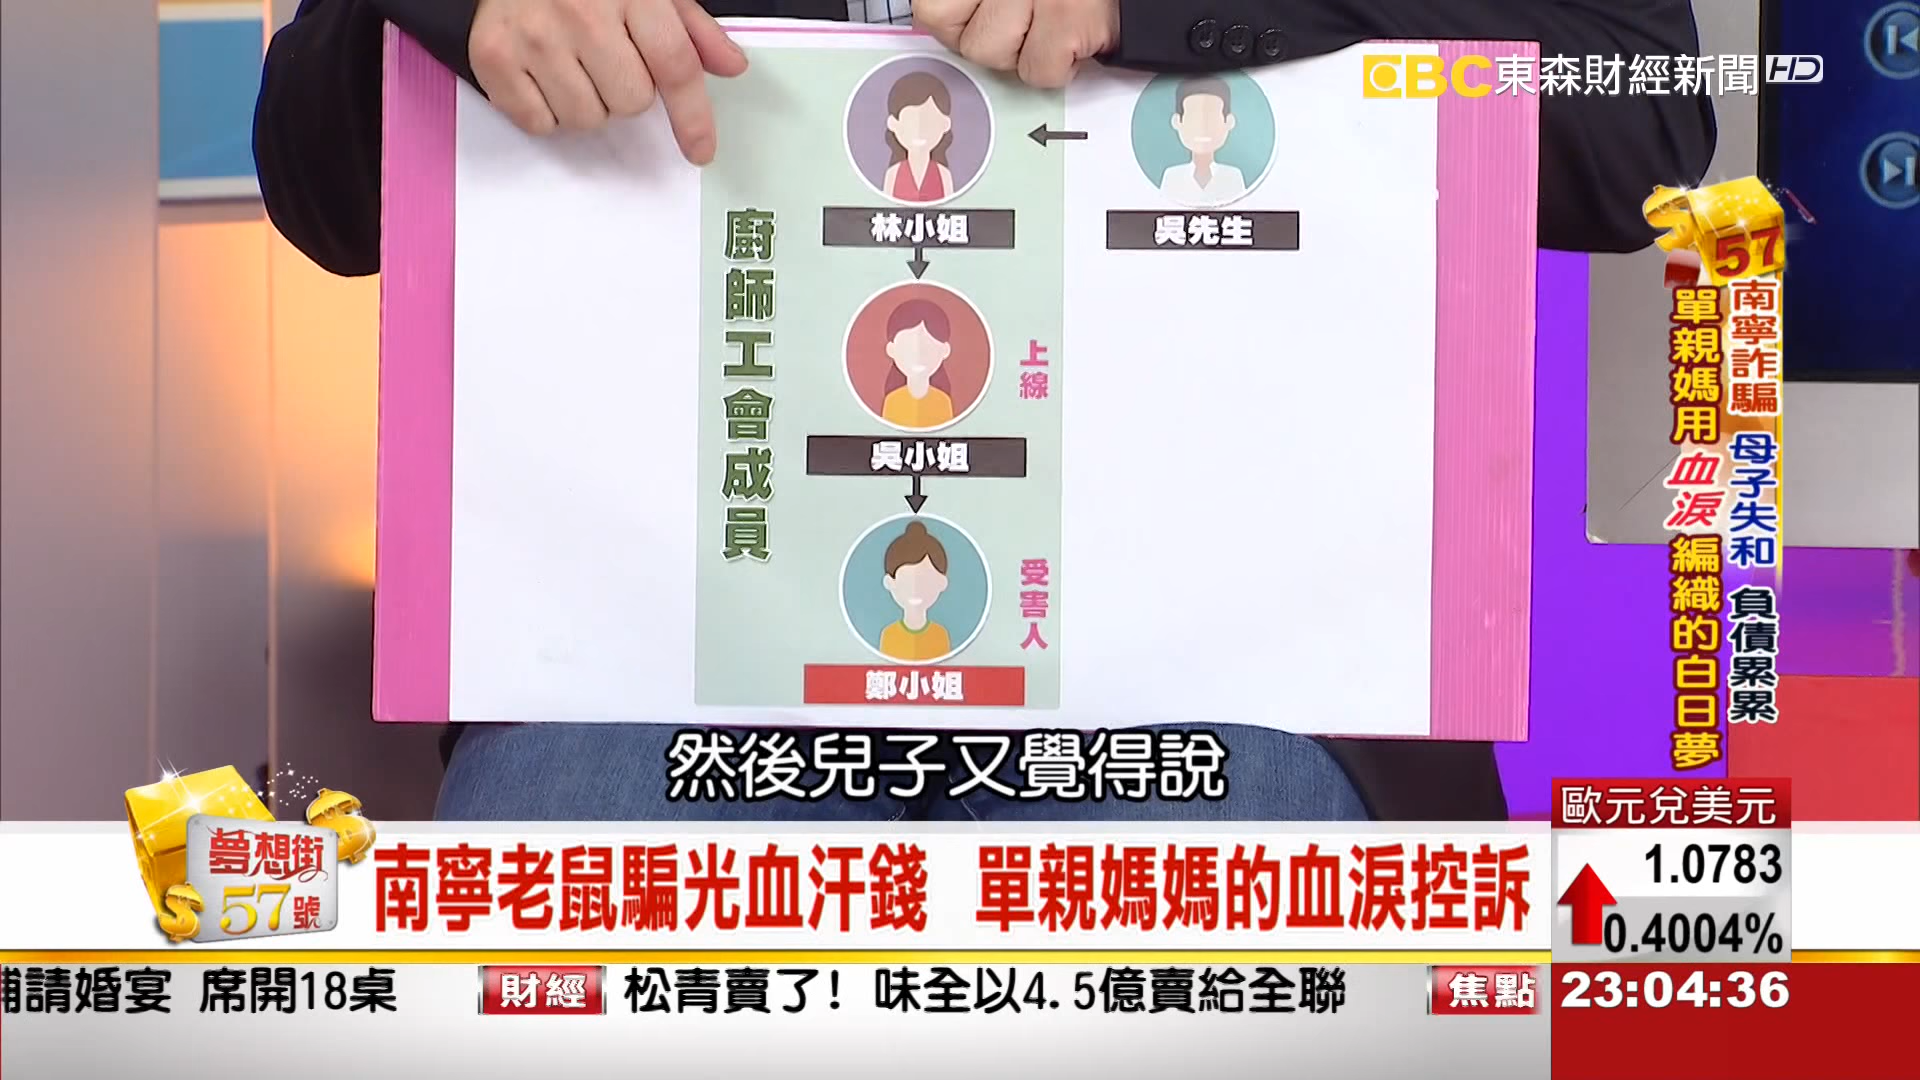 EBC東森財經新聞HD
林小姐
吳先生
廚師工會成員
上線
吳小姐
受害人
鄭小姐
57
南寧詐騙 母子失和 負債累累
單親媽用血淚編織的白日夢
然後兒子又覺得說
夢想街
57號
南寧老鼠騙光血汗錢 單親媽媽的血淚控訴
歐元兌美元
1.0783
0.4004%
請婚宴 席開18桌 財經 松青賣了! 味全以4.5億賣給全聯 焦點
23:04:36